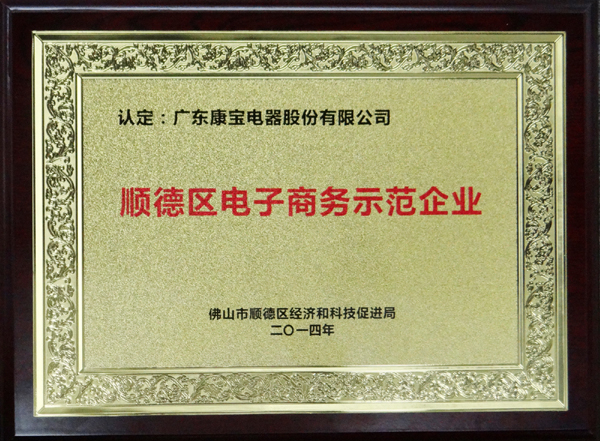 认定：广东康宝电器股份有限公司
顺德区电子商务示范企业
佛山市顺德区经济和科技促进局
二〇一四年